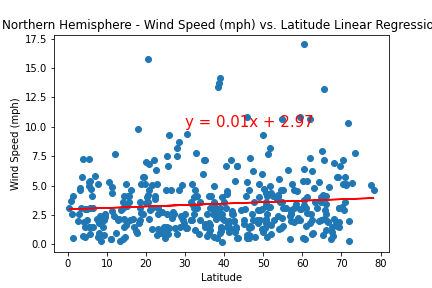 Northern Hemisphere - Wind Speed (mph) vs. Latitude Linear Regressio
17.5
15.0
12.5
10.0
7.5
5.0
2.5
0.0
Wind Speed (mph)
y = 0.01x + 2.97
0 10 20 30 40 50 60 70 80
Latitude